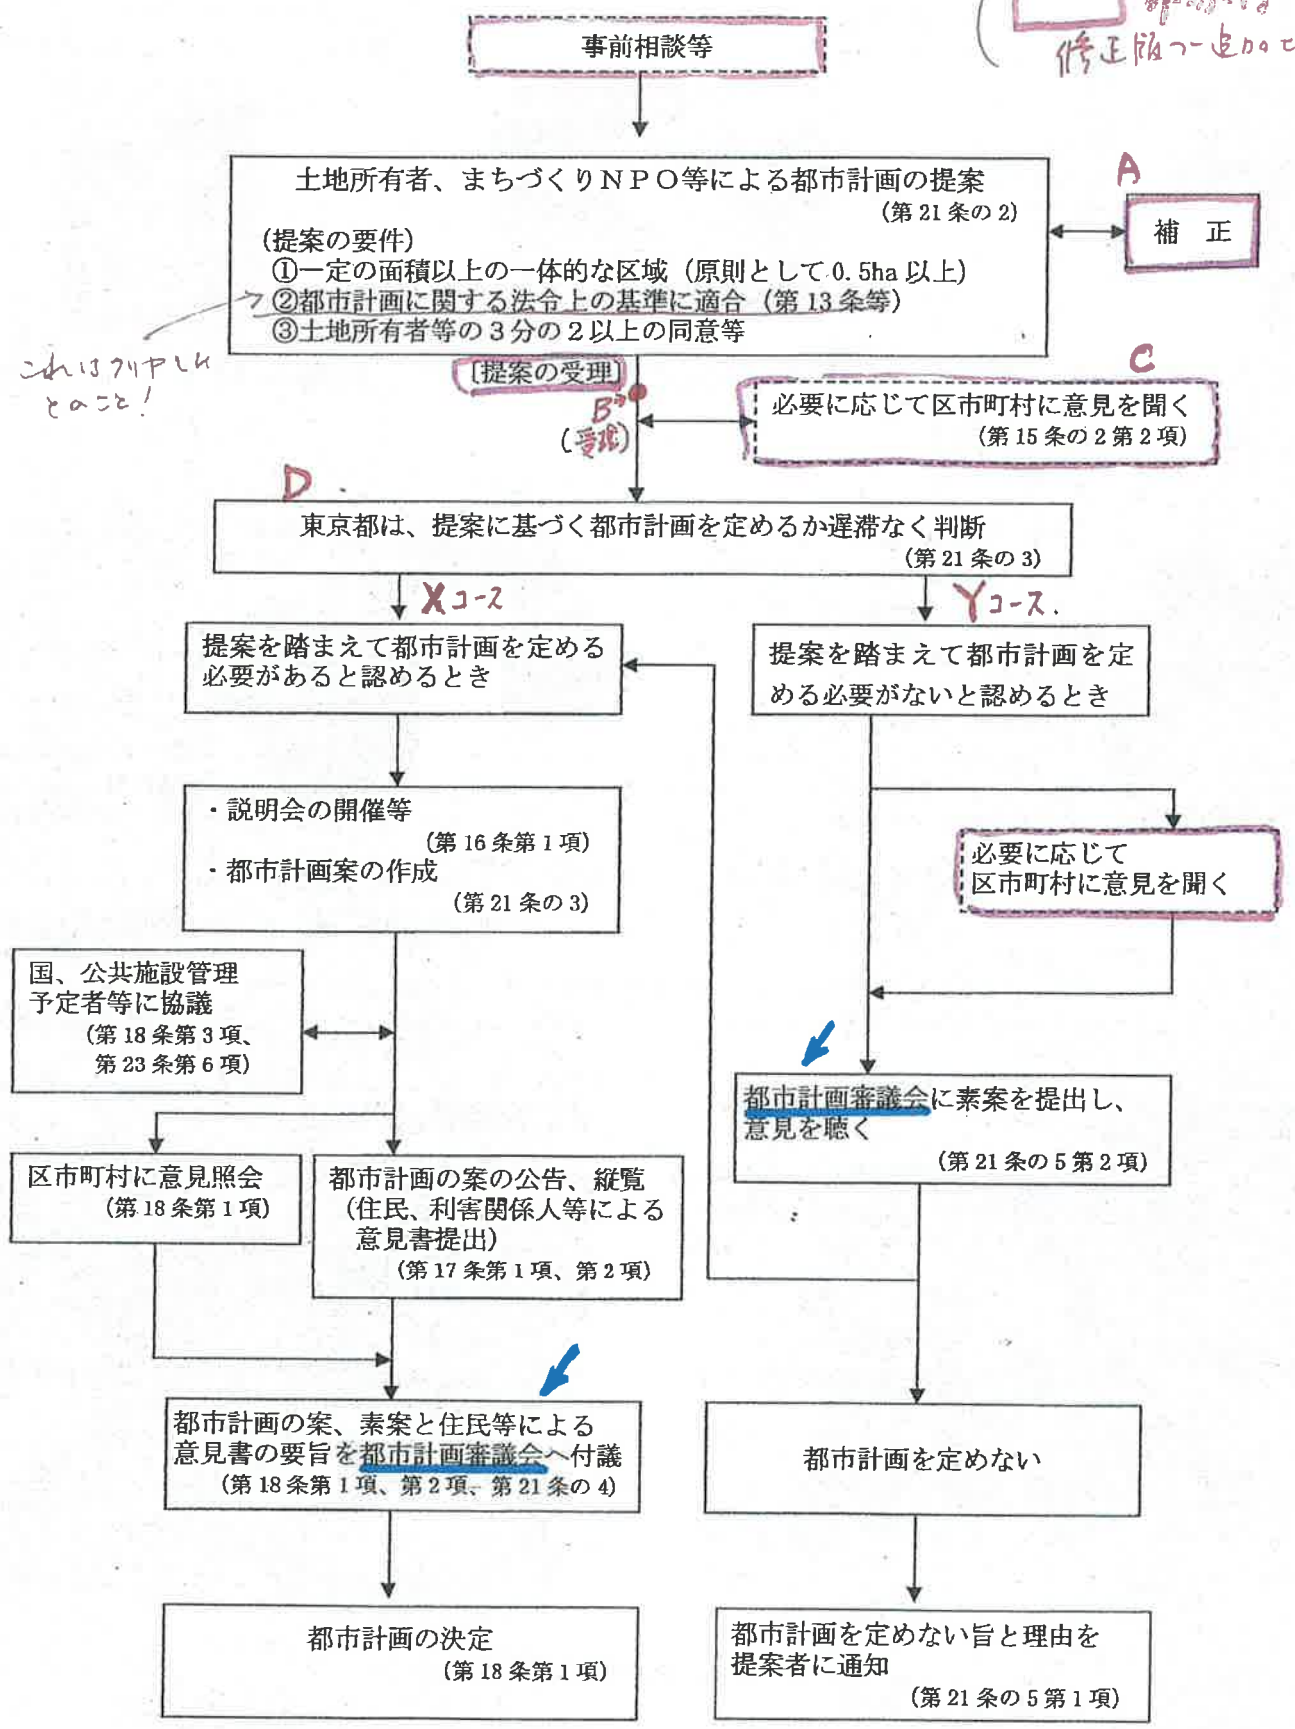 事前相談等
修正版
土地所有者、まちづくりNPO等による都市計画の提案
(第21条の2)
(提案の要件)
①一定の面積以上の一体的な区域(原則として0.5ha以上)
②都市計画に関する法令上の基準に適合(第13条等)
③土地所有者等の3分の2以上の同意等
A
補 正
とのこと!
〔提案の受理〕
B→
(受理)
C
必要に応じて区市町村に意見を聞く
(第15条の2第2項)
D
東京都は、提案に基づく都市計画を定めるか遅滞なく判断
(第21条の3)
Xコース
Yコース.
提案を踏まえて都市計画を定める
必要があると認めるとき
提案を踏まえて都市計画を定
める必要がないと認めるとき
・説明会の開催等
(第16条第1項)
・都市計画案の作成
(第21条の3)
必要に応じて
区市町村に意見を聞く
国、公共施設管理
予定者等に協議
(第18条第3項、
第23条第6項)
都市計画審議会に素案を提出し、
意見を聴く
(第21条の5第2項)
区市町村に意見照会
(第18条第1項)
都市計画の案の公告、縦覧
(住民、利害関係人等による
意見書提出)
(第17条第1項、第2項)
都市計画の案、素案と住民等による
意見書の要旨を都市計画審議会へ付議
(第18条第1項、第2項、第21条の4)
都市計画を定めない
都市計画の決定
(第18条第1項)
都市計画を定めない旨と理由を
提案者に通知
(第21条の5第1項)